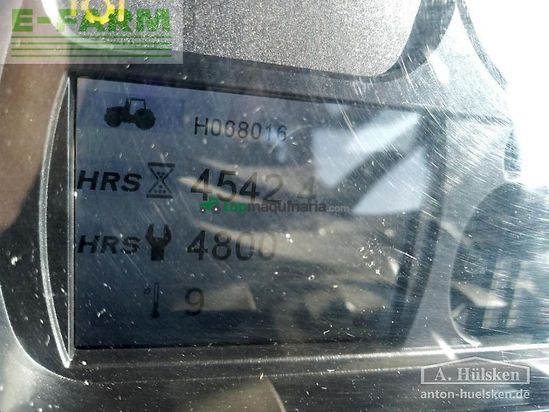 E-FARM
H068016
HRS 4542.4
topmaquinaria.com
HRS 4800
9
A. Hülsken
anton-huelsken.de